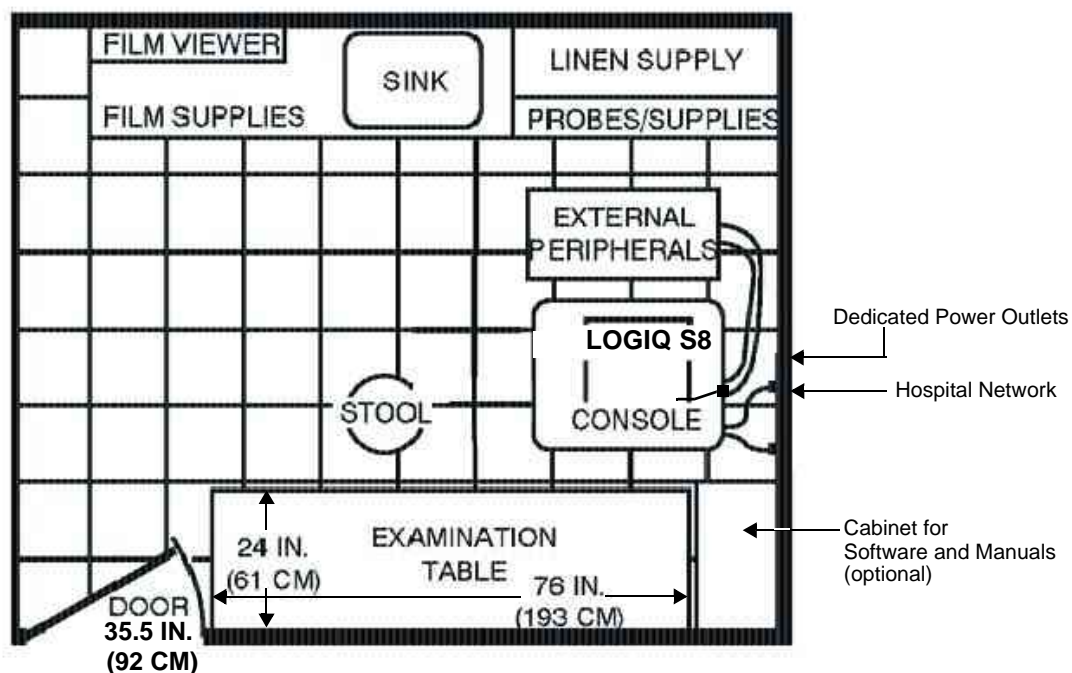 FILM VIEWER
SINK
LINEN SUPPLY
FILM SUPPLIES
PROBES/SUPPLIES
EXTERNAL
PERIPHERALS
LOGIQ S8
CONSOLE
Dedicated Power Outlets
Hospital Network
STOOL
24 IN.
(61 CM)
EXAMINATION
TABLE
76 IN.
(193 CM)
Cabinet for
Software and Manuals
(optional)
DOOR
35.5 IN.
(92 CM)